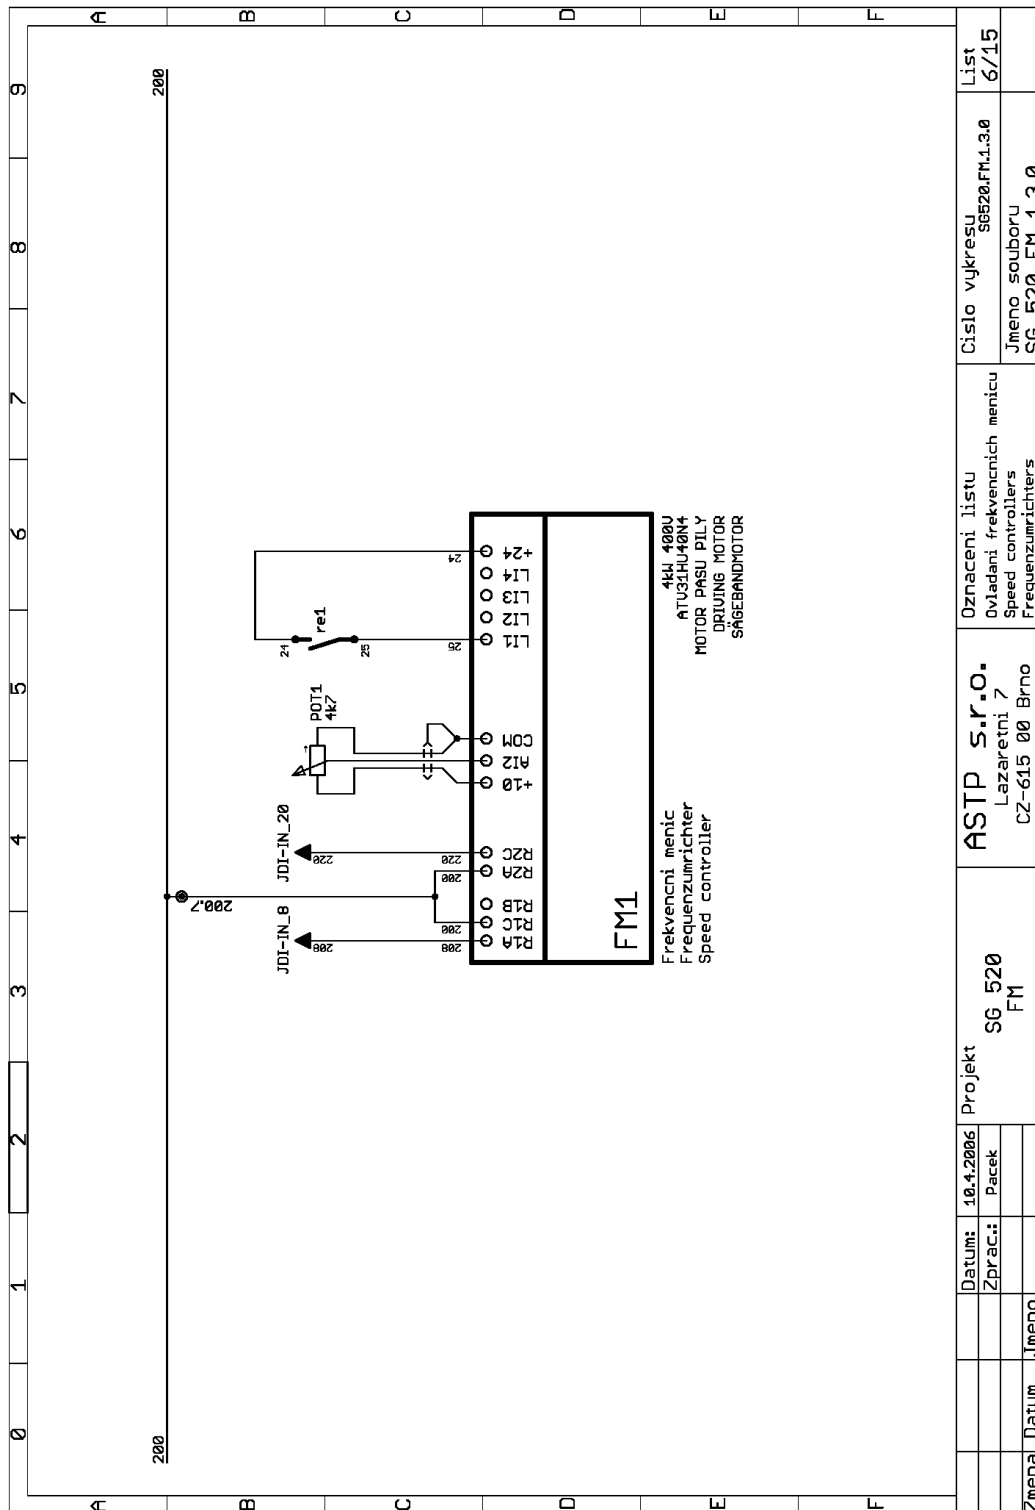 0 1 2 3 4 5 6 7 8 9
A A
B B
C C
D D
E E
F F
200 200
200.7
JDI-IN_8
208
JDI-IN_20
220
POT1
4k7
24
re1
25
208 200 200 220 25 24
R1A R1C R1B R2A R2C +10 AI2 COM LI1 LI2 LI3 LI4 +24
FM1
Frekvencni menic
Frequenzumrichter
Speed controller
4kW 400V
ATV31HU40N4
MOTOR PASU PILY
DRIVING MOTOR
SÄGEBANDMOTOR
Zmena Datum Jmeno
Datum: 10.4.2006
Zprac.: Pacek
Projekt
SG 520
FM
ASTP s.r.o.
Lazaretni 7
CZ-615 00 Brno
Oznaceni listu
Ovladani frekvencnich menicu
Speed controllers
Frequenzumrichters
Cislo vykresu
SG520.FM.1.3.0
Jmeno souboru
SG_520_FM_1_3_0
List
6/15